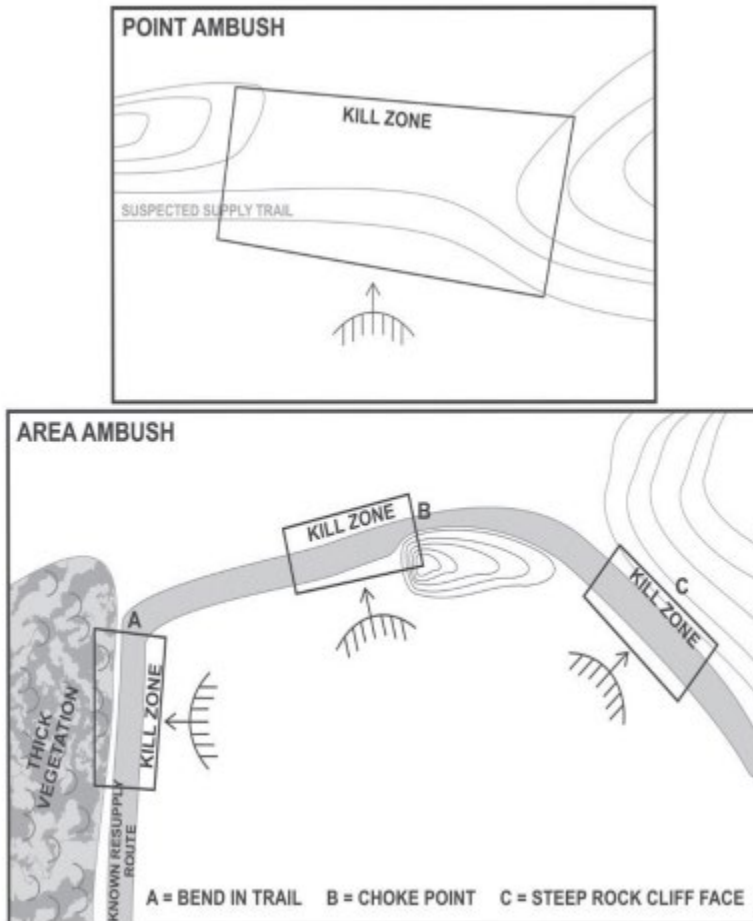 POINT AMBUSH
KILL ZONE
SUSPECTED SUPPLY TRAIL
AREA AMBUSH
KILL ZONE
B
A
KILL ZONE
C
KILL ZONE
THICK
VEGETATION
KNOWN RESUPPLY
ROUTE
A = BEND IN TRAIL B = CHOKE POINT C = STEEP ROCK CLIFF FACE